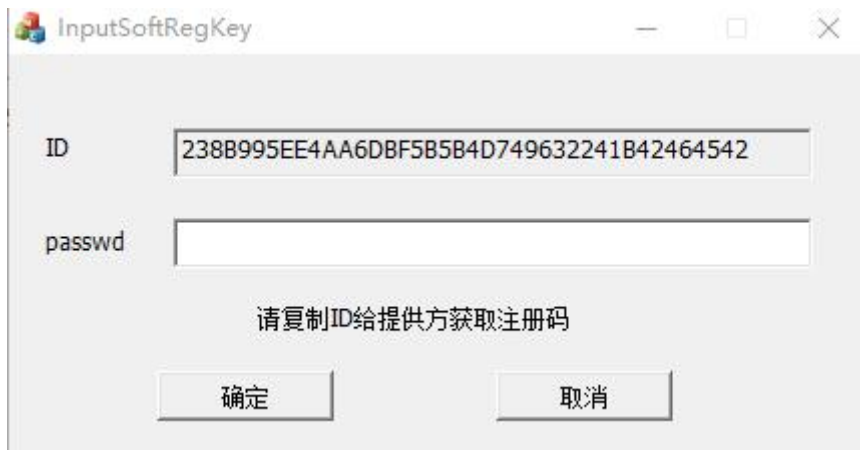 InputSoftRegKey
ID
238B995EE4AA6DBF5B5B4D749632241B42464542
passwd
请复制ID给提供方获取注册码
确定
取消